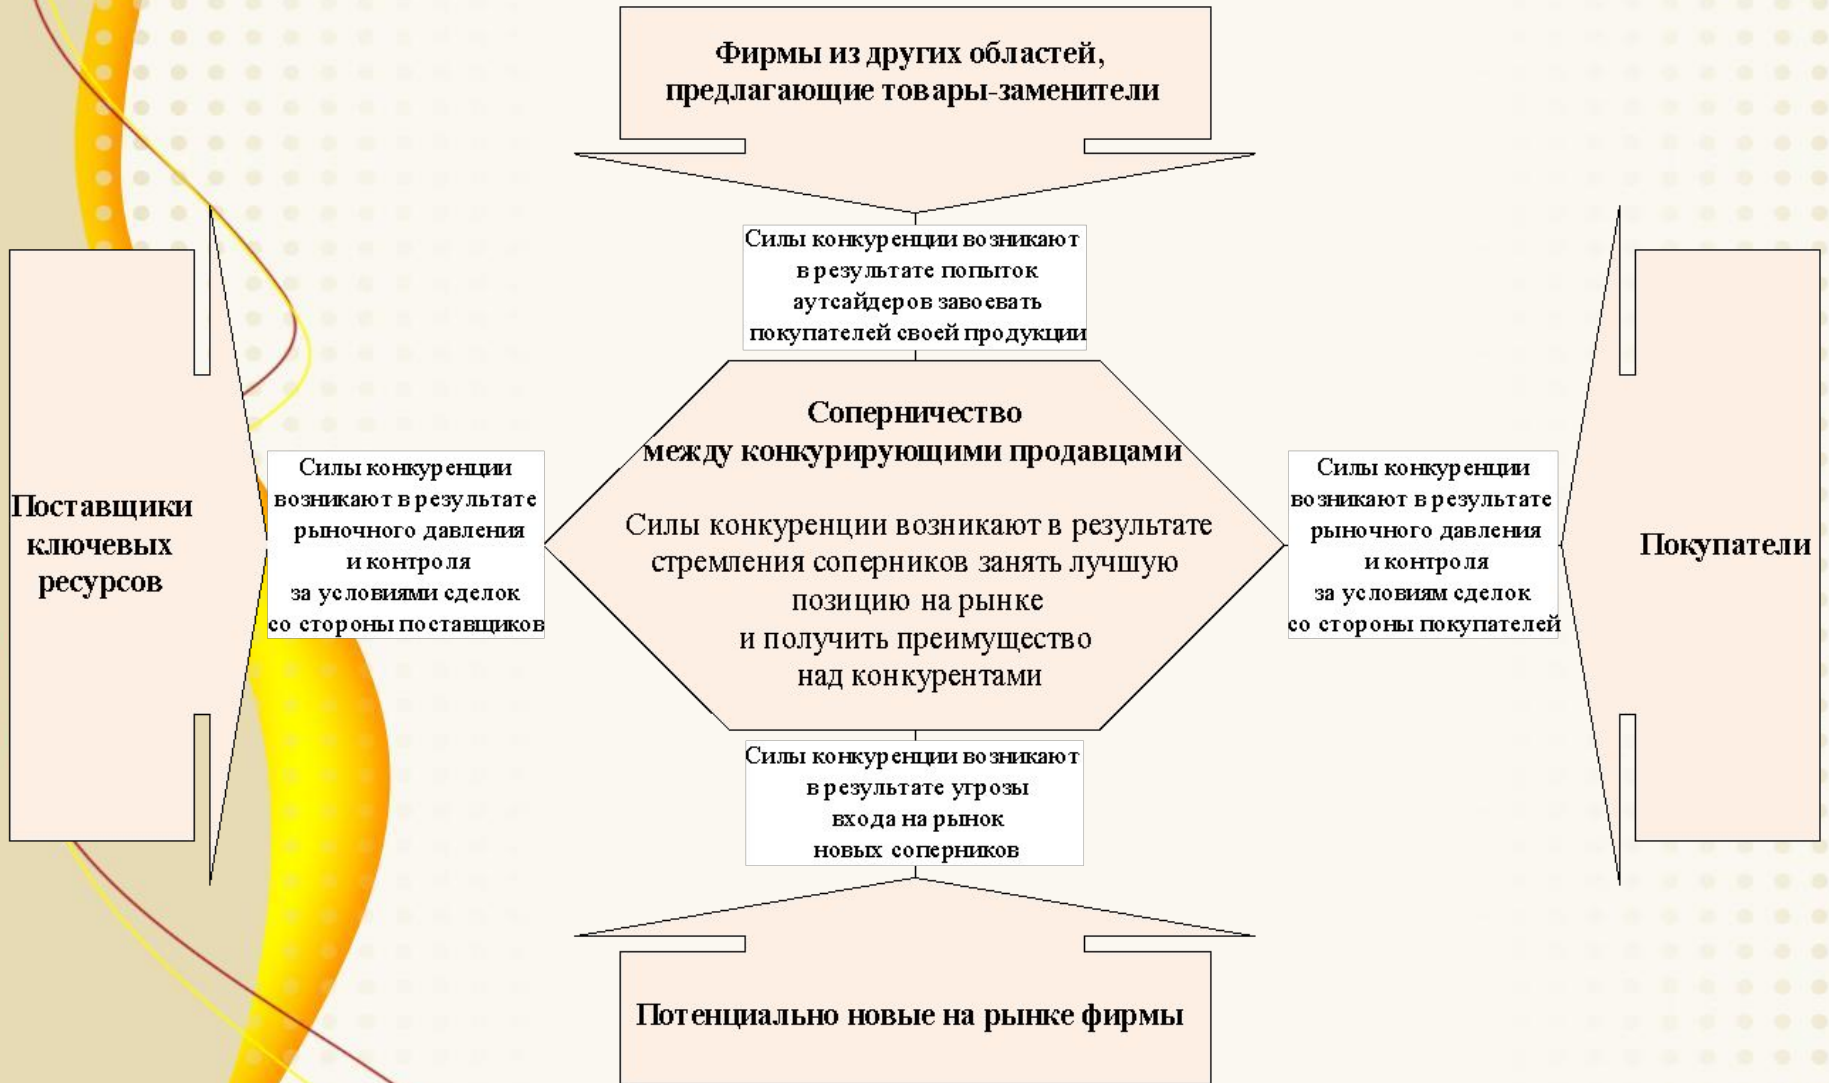 Фирмы из других областей,
предлагающие товары-заменители
Силы конкуренции возникают
в результате попыток
аутсайдеров завоевать
покупателей своей продукции
Поставщики
ключевых
ресурсов
Силы конкуренции
возникают в результате
рыночного давления
и контроля
за условиями сделок
со стороны поставщиков
Соперничество
между конкурирующими продавцами
Силы конкуренции возникают в результате
стремления соперников занять лучшую
позицию на рынке
и получить преимущество
над конкурентами
Силы конкуренции
возникают в результате
рыночного давления
и контроля
за условиям сделок
со стороны покупателей
Покупатели
Силы конкуренции возникают
в результате угрозы
входа на рынок
новых соперников
Потенциально новые на рынке фирмы